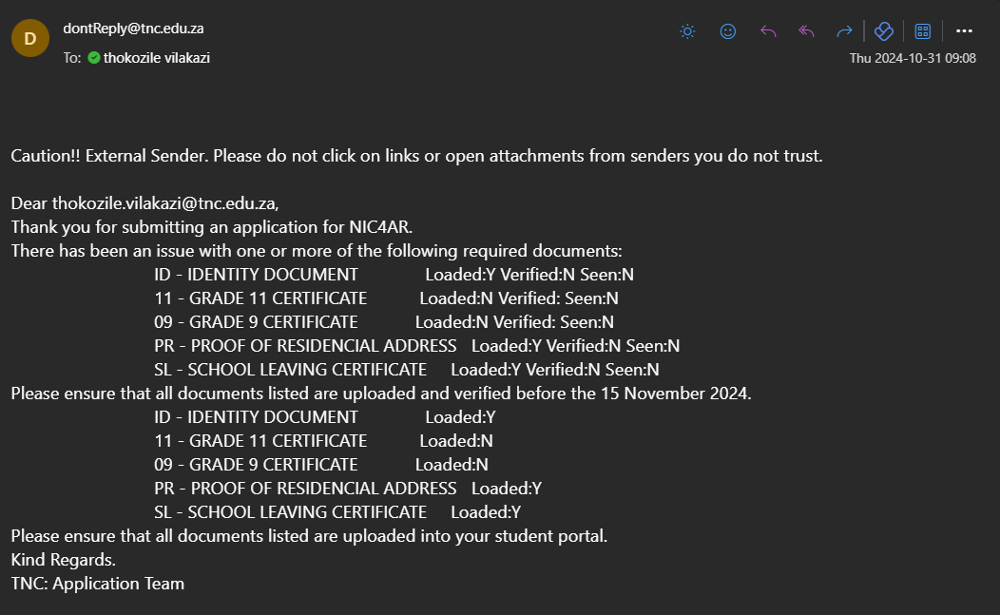 D
dontReply@tnc.edu.za
To: thokozile vilakazi
Thu 2024-10-31 09:08
Caution!! External Sender. Please do not click on links or open attachments from senders you do not trust.
Dear thokozile.vilakazi@tnc.edu.za,
Thank you for submitting an application for NIC4AR.
There has been an issue with one or more of the following required documents:
ID - IDENTITY DOCUMENT Loaded:Y Verified:N Seen:N
11 - GRADE 11 CERTIFICATE Loaded:N Verified: Seen:N
09 - GRADE 9 CERTIFICATE Loaded:N Verified: Seen:N
PR - PROOF OF RESIDENCIAL ADDRESS Loaded:Y Verified:N Seen:N
SL - SCHOOL LEAVING CERTIFICATE Loaded:Y Verified:N Seen:N
Please ensure that all documents listed are uploaded and verified before the 15 November 2024.
ID - IDENTITY DOCUMENT Loaded:Y
11 - GRADE 11 CERTIFICATE Loaded:N
09 - GRADE 9 CERTIFICATE Loaded:N
PR - PROOF OF RESIDENCIAL ADDRESS Loaded:Y
SL - SCHOOL LEAVING CERTIFICATE Loaded:Y
Please ensure that all documents listed are uploaded into your student portal.
Kind Regards.
TNC: Application Team